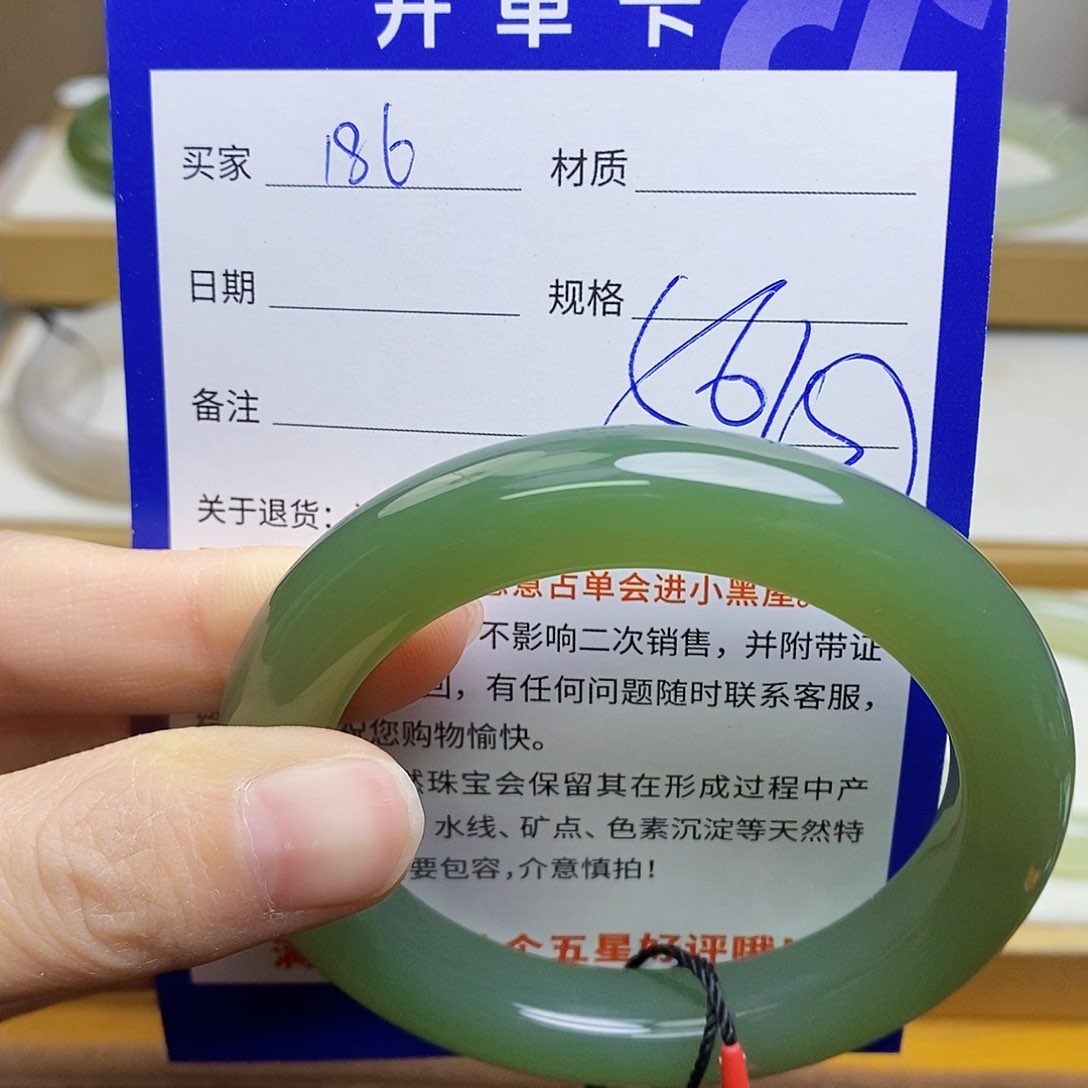 开单卡
买家 186 材质
日期 规格
备注
关于退货：
意占单会进小黑屋。
不影响二次销售，并附带证
回，有任何问题随时联系客服，
祝您购物愉快。
然珠宝会保留其在形成过程中产
水线、矿点、色素沉淀等天然特
要包容，介意慎拍！
个五星好评哦